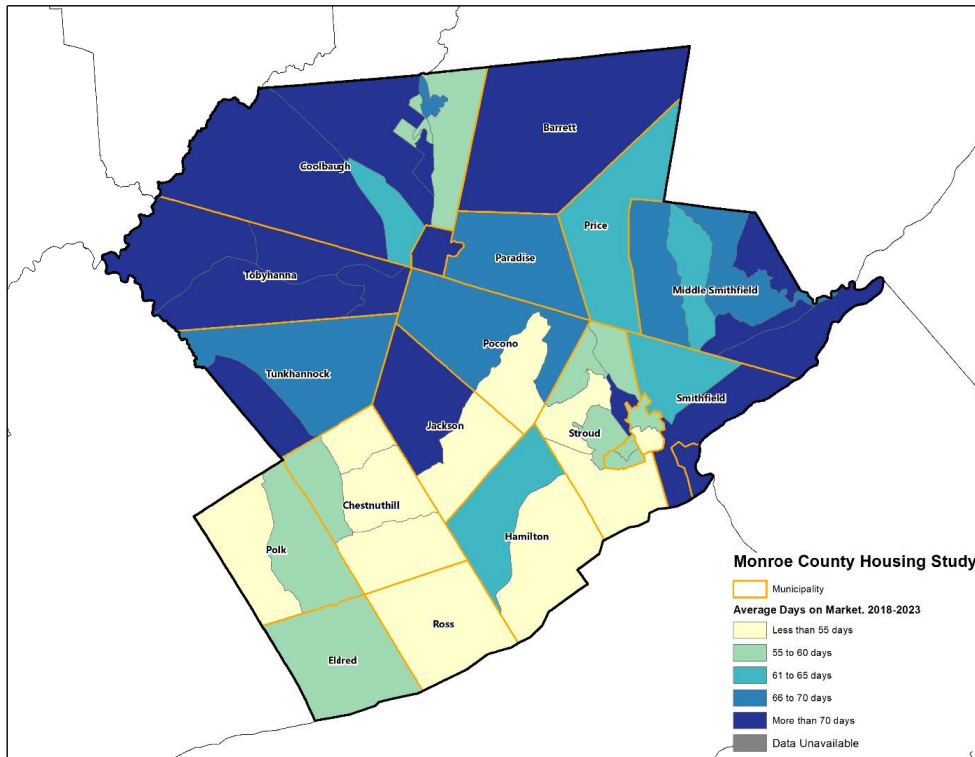 Barrett
Coolbaugh
Price
Paradise
Tobyhanna
Middle Smithfield
Pocono
Tunkhannock
Smithfield
Jackson
Stroud
Chestnuthill
Hamilton
Polk
Ross
Eldred
Monroe County Housing Study
Municipality
Average Days on Market. 2018-2023
Less than 55 days
55 to 60 days
61 to 65 days
66 to 70 days
More than 70 days
Data Unavailable